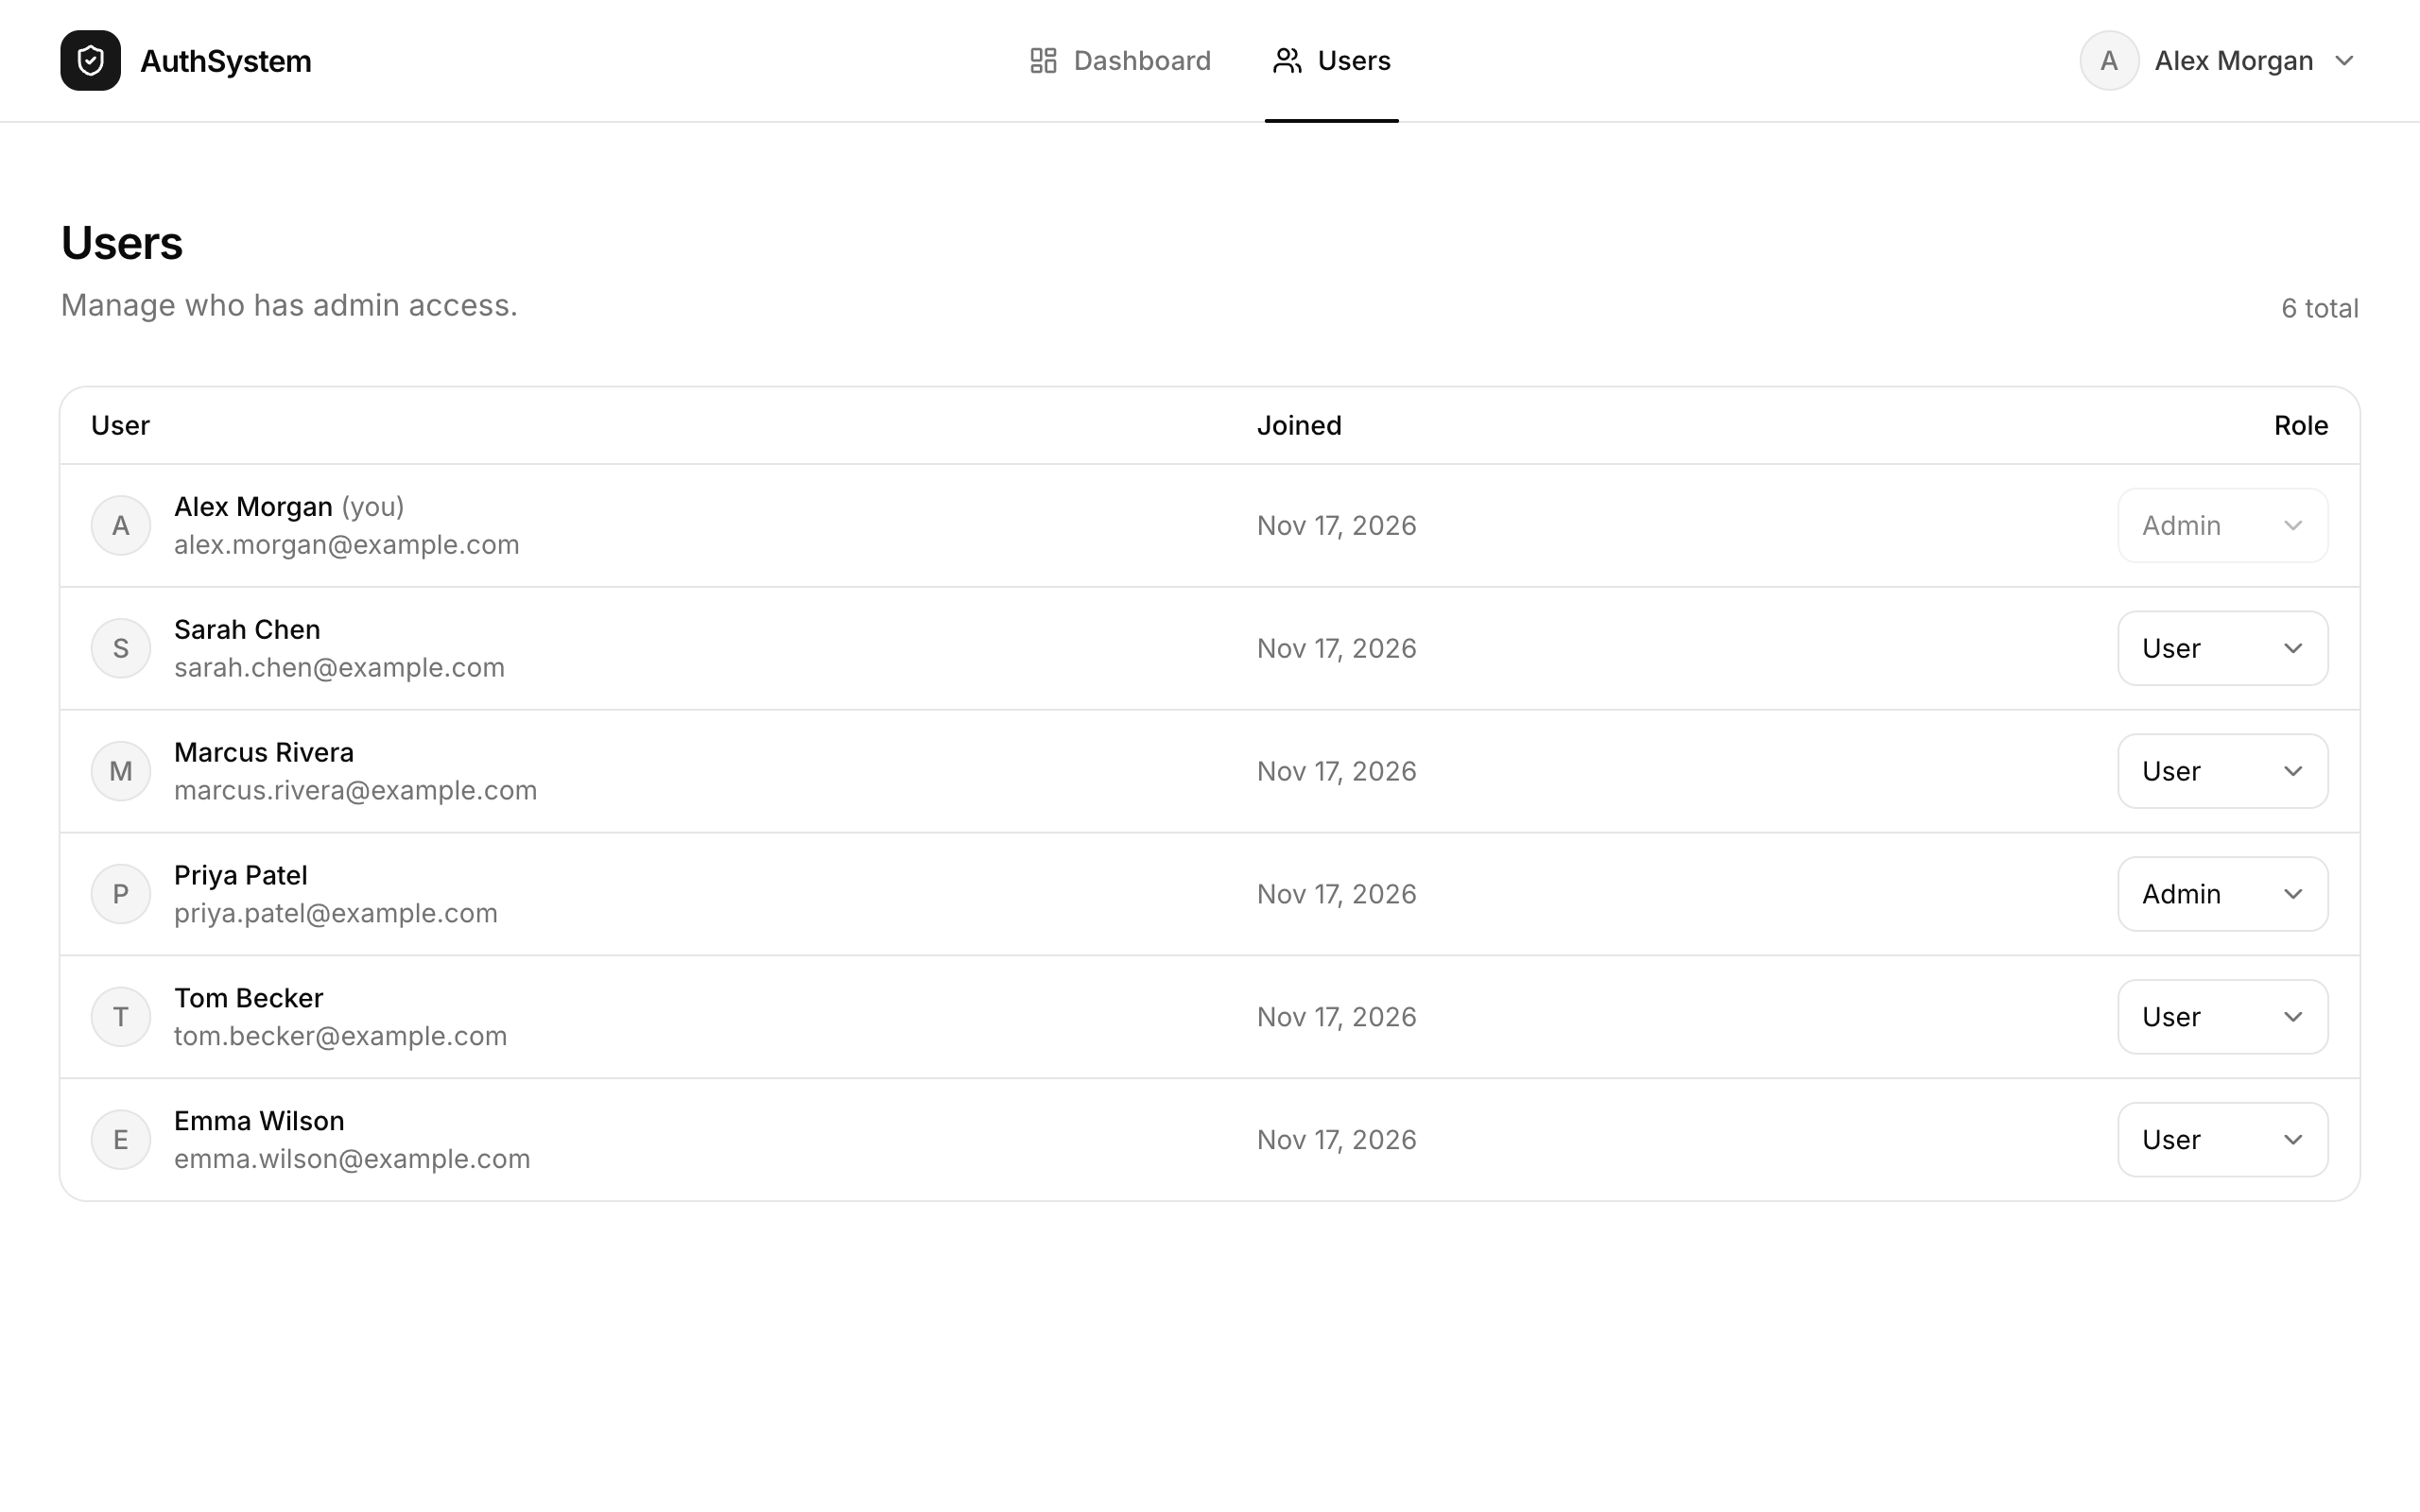 AuthSystem
Dashboard
Users
A
Alex Morgan
Users
Manage who has admin access.
6 total
User
Joined
Role
A
Alex Morgan (you)
alex.morgan@example.com
Nov 17, 2026
Admin
S
Sarah Chen
sarah.chen@example.com
Nov 17, 2026
User
M
Marcus Rivera
marcus.rivera@example.com
Nov 17, 2026
User
P
Priya Patel
priya.patel@example.com
Nov 17, 2026
Admin
T
Tom Becker
tom.becker@example.com
Nov 17, 2026
User
E
Emma Wilson
emma.wilson@example.com
Nov 17, 2026
User